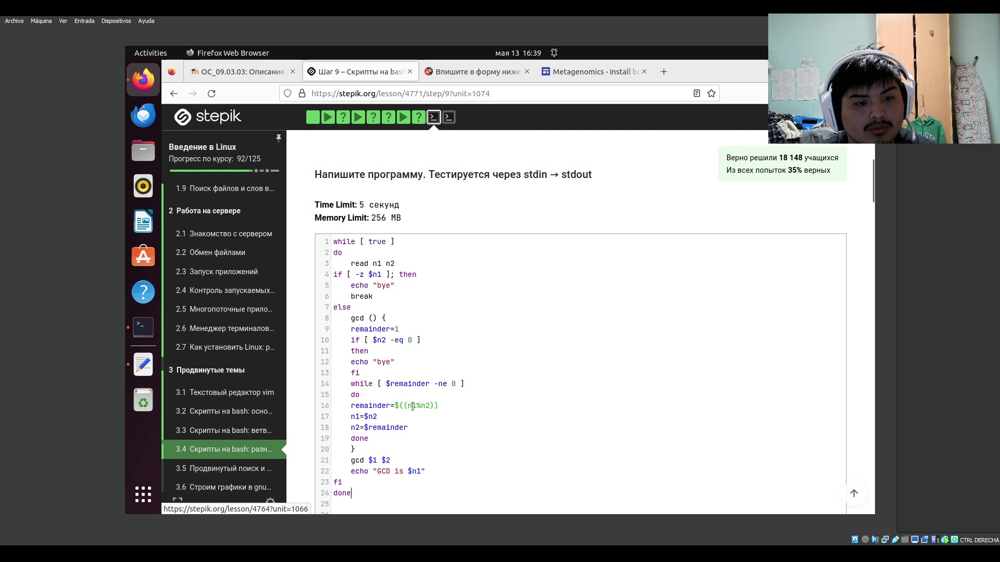 Archivo Máquina Ver Entrada Dispositivos Ayuda
Activities Firefox Web Browser мая 13 16:39
ОС_09.03.03: Описание
Шаг 9 – Скрипты на bash
Впишите в форму ниже
Metagenomics - Install bo
https://stepik.org/lesson/4771/step/9?unit=1074
stepik
Введение в Linux
Прогресс по курсу: 92/125
1.9 Поиск файлов и слов в...
2 Работа на сервере
2.1 Знакомство с сервером
2.2 Обмен файлами
2.3 Запуск приложений
2.4 Контроль запускаемых...
2.5 Многопоточные прило...
2.6 Менеджер терминалов...
2.7 Как установить Linux: р...
3 Продвинутые темы
3.1 Текстовый редактор vim
3.2 Скрипты на bash: осно...
3.3 Скрипты на bash: ветв...
3.4 Скрипты на bash: разн...
3.5 Продвинутый поиск и ...
3.6 Строим графики в gnu...
https://stepik.org/lesson/4764?unit=1066
Верно решили 18 148 учащихся
Из всех попыток 35% верных
Напишите программу. Тестируется через stdin → stdout
Time Limit: 5 секунд
Memory Limit: 256 MB
1 while [ true ]
2 do
3 read n1 n2
4 if [ -z $n1 ]; then
5 echo "bye"
6 break
7 else
8 gcd () {
9 remainder=1
10 if [ $n2 -eq 0 ]
11 then
12 echo "bye"
13 fi
14 while [ $remainder -ne 0 ]
15 do
16 remainder=$((n1%n2))
17 n1=$n2
18 n2=$remainder
19 done
20 }
21 gcd $1 $2
22 echo "GCD is $n1"
23 fi
24 done
25
CTRL DERECHA